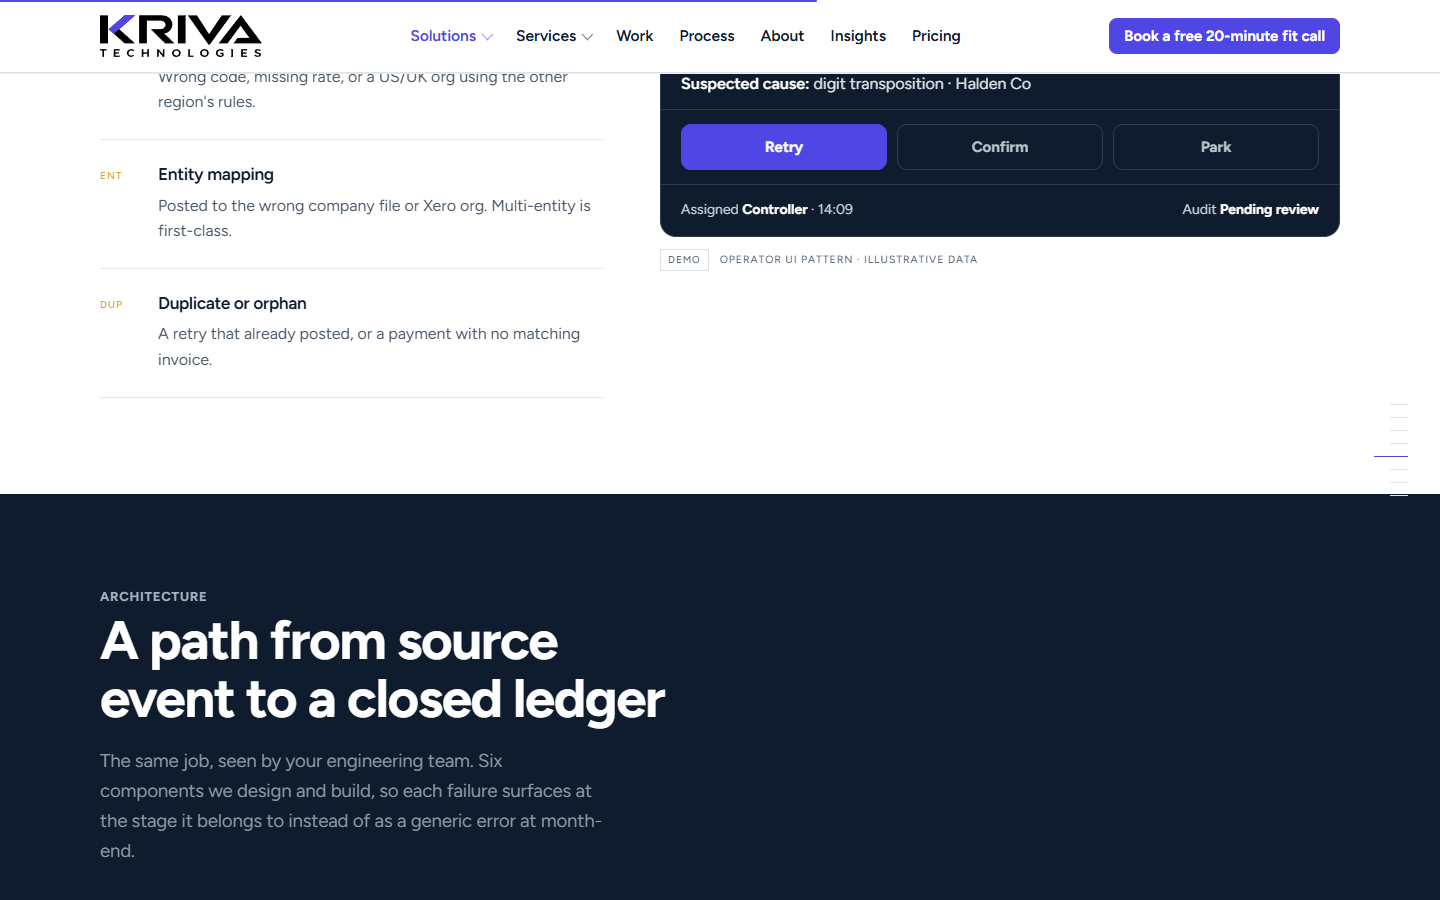 KRIVA
TECHNOLOGIES
Solutions
Services
Work
Process
About
Insights
Pricing
Book a free 20-minute fit call
Wrong code, missing rate, or a US/UK org using the other
region's rules.
ENT
Entity mapping
Posted to the wrong company file or Xero org. Multi-entity is
first-class.
DUP
Duplicate or orphan
A retry that already posted, or a payment with no matching
invoice.
Suspected cause: digit transposition · Halden Co
Retry
Confirm
Park
Assigned Controller · 14:09
Audit Pending review
DEMO
OPERATOR UI PATTERN · ILLUSTRATIVE DATA
ARCHITECTURE
A path from source
event to a closed ledger
The same job, seen by your engineering team. Six
components we design and build, so each failure surfaces at
the stage it belongs to instead of as a generic error at month-
end.